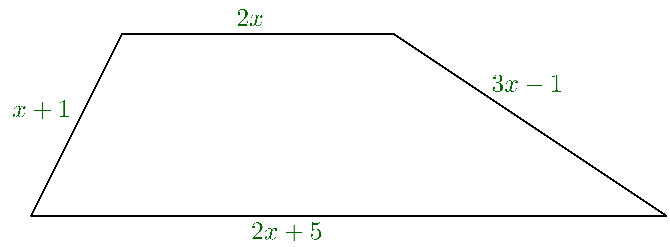 2x
3x − 1
x + 1
2x + 5